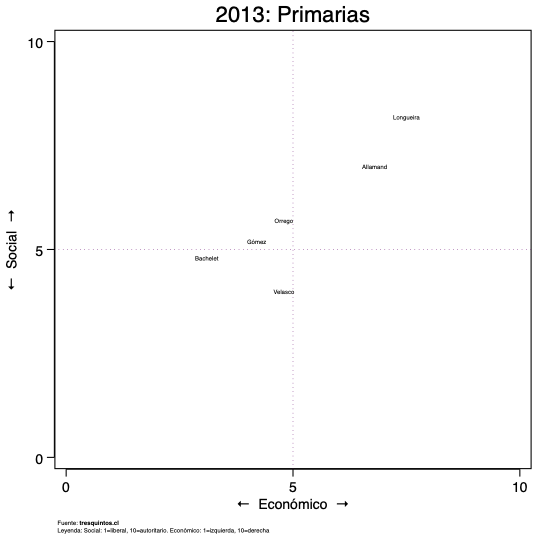 2013: Primarias
10
Longueira
Allamand
Orrego
Gómez
5
Bachelet
Velasco
← Social →
0
0 5 10
← Económico →
Fuente: tresquintos.cl
Leyenda: Social: 1=liberal, 10=autoritario. Económico: 1=izquierda, 10=derecha